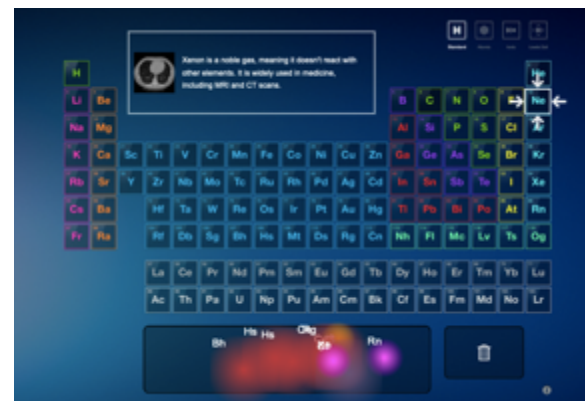 Xenon is a noble gas, meaning it doesn't react with
other elements. It is widely used in medicine,
including MRI and CT scans.
Standard
H He
Li Be B C N O Ne
Na Mg Al Si P S Cl Ar
K Ca Sc Ti V Cr Mn Fe Co Ni Cu Zn Ga Ge As Se Br Kr
Rb Sr Y Zr Nb Mo Tc Ru Rh Pd Ag Cd In Sn Sb Te I Xe
Cs Ba Hf Ta W Re Os Ir Pt Au Hg Tl Pb Bi Po At Rn
Fr Ra Rf Db Sg Bh Hs Mt Ds Rg Cn Nh Fl Mc Lv Ts Og
La Ce Pr Nd Pm Sm Eu Gd Tb Dy Ho Er Tm Yb Lu
Ac Th Pa U Np Pu Am Cm Bk Cf Es Fm Md No Lr
Bh Hs Hs Rn